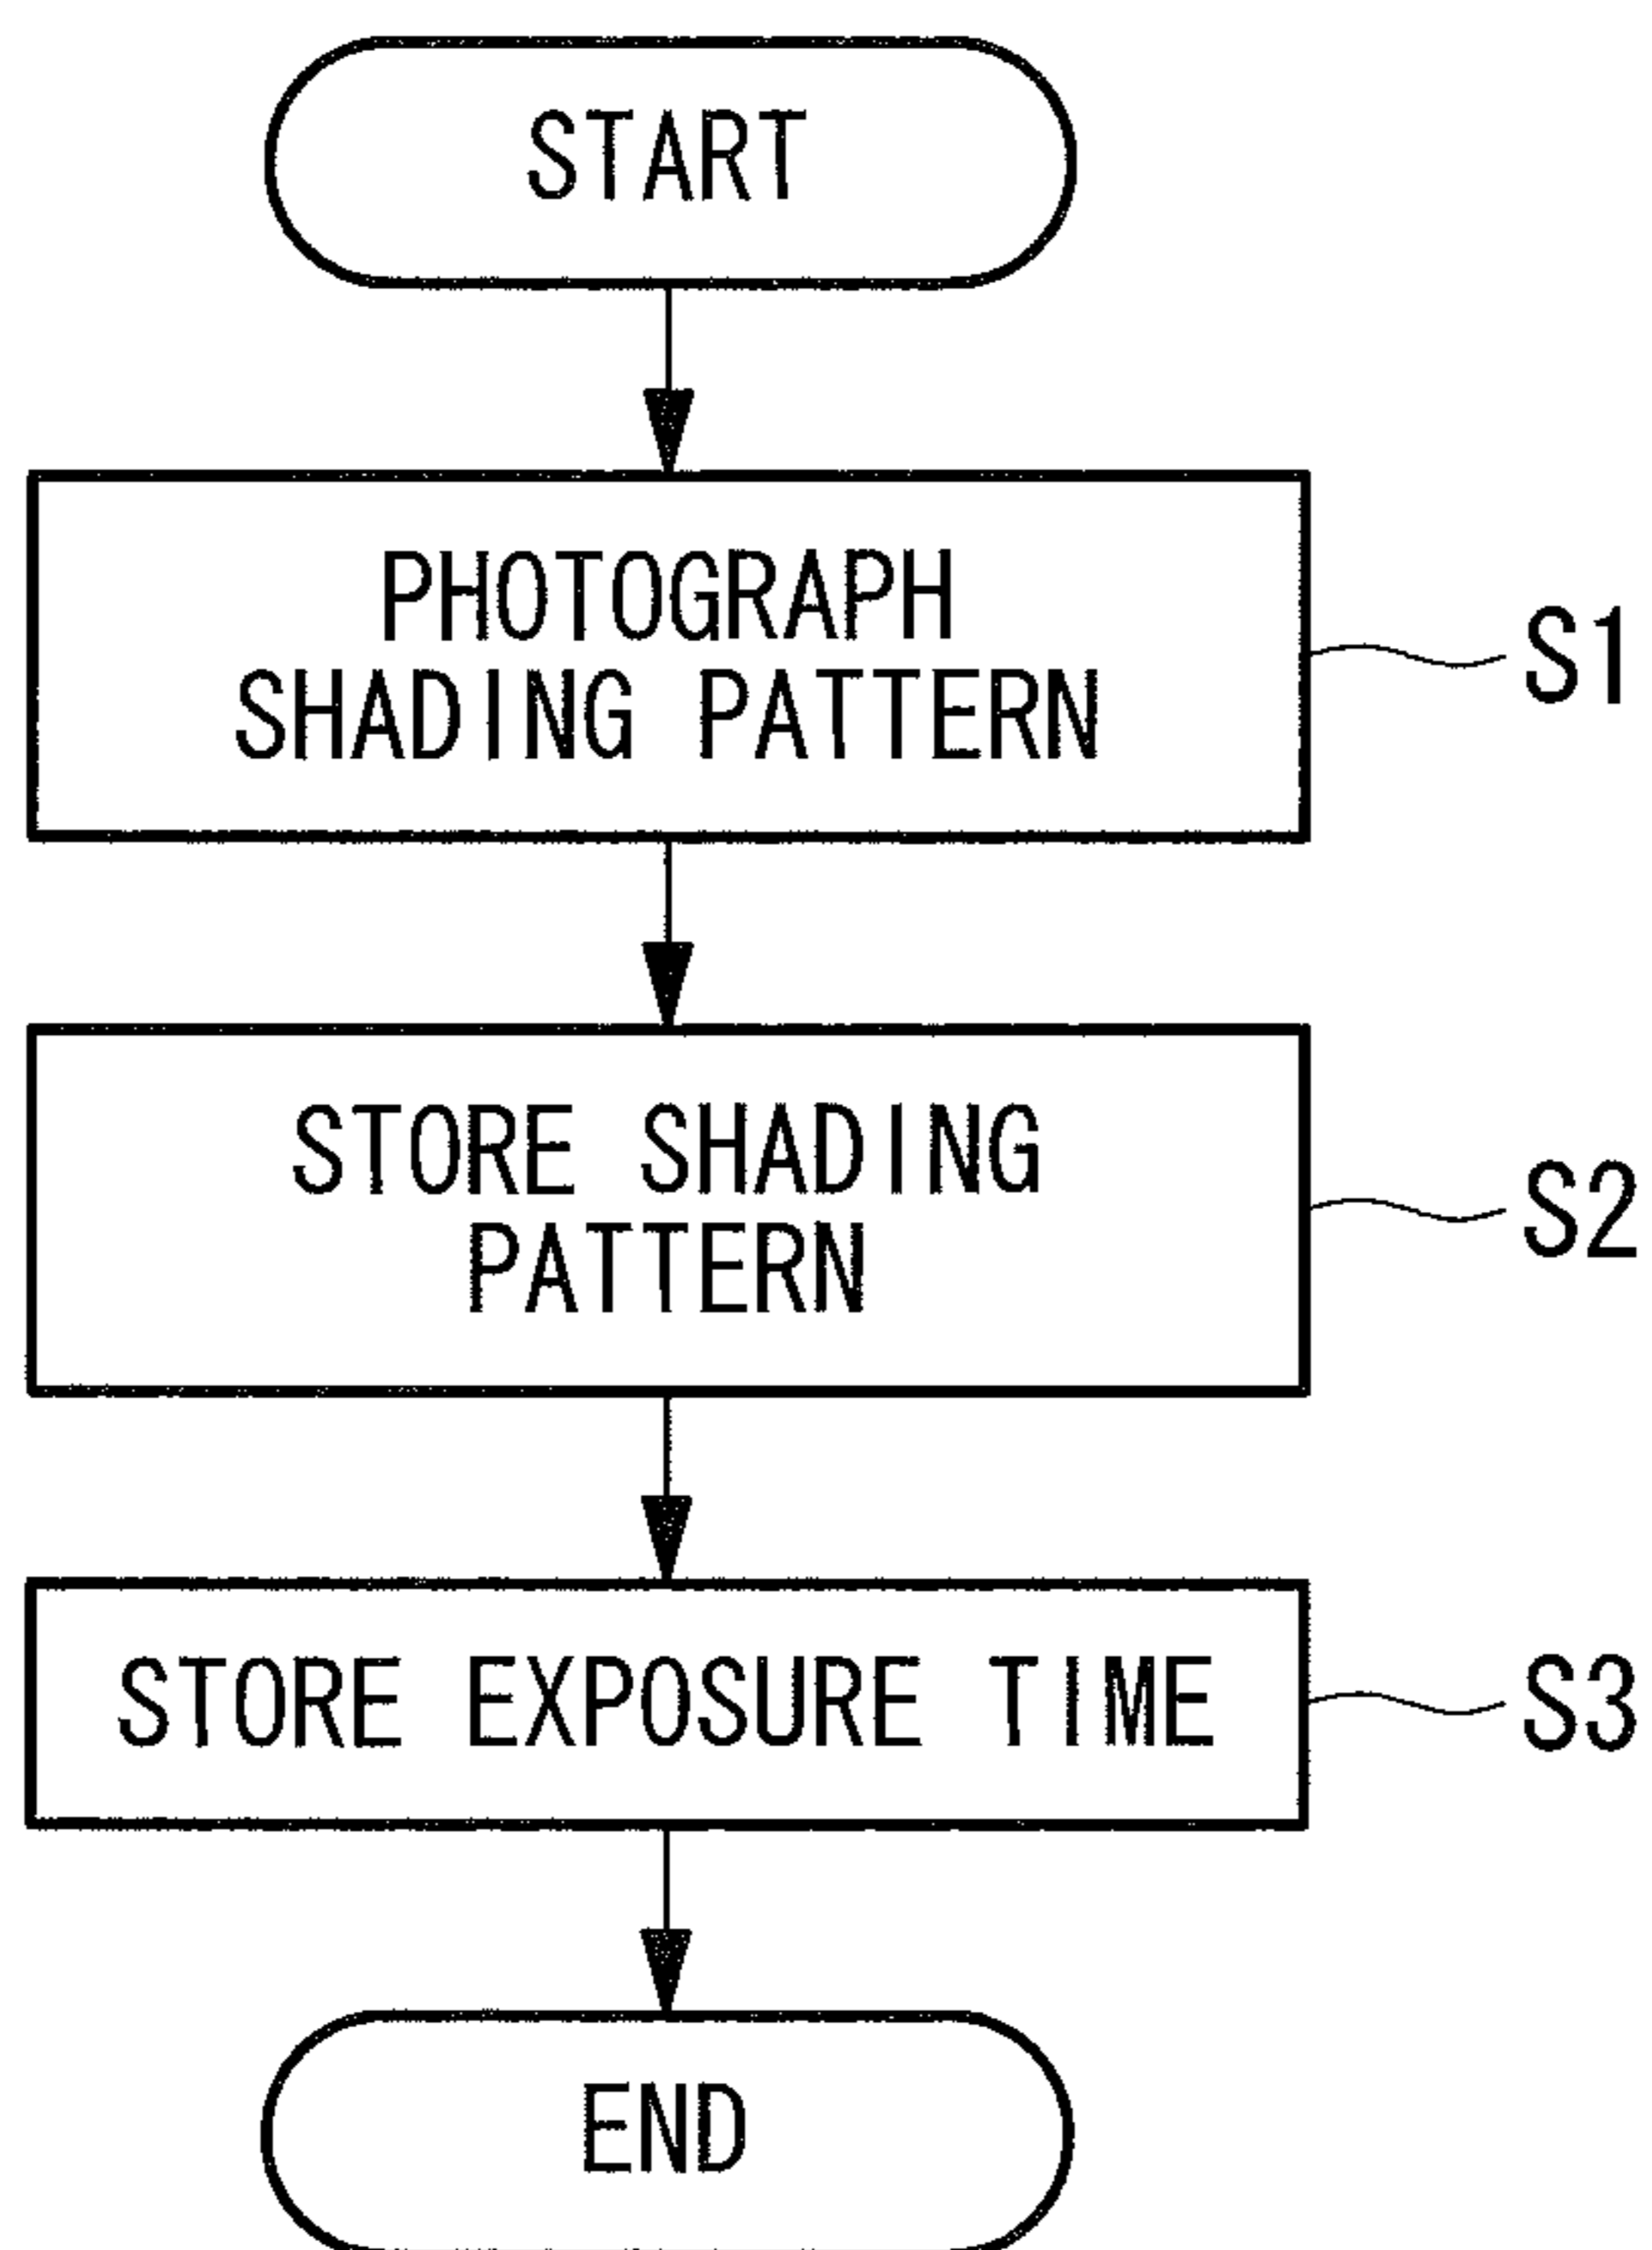 START
PHOTOGRAPH
SHADING PATTERN
S1
STORE SHADING
PATTERN
S2
STORE EXPOSURE TIME
S3
END